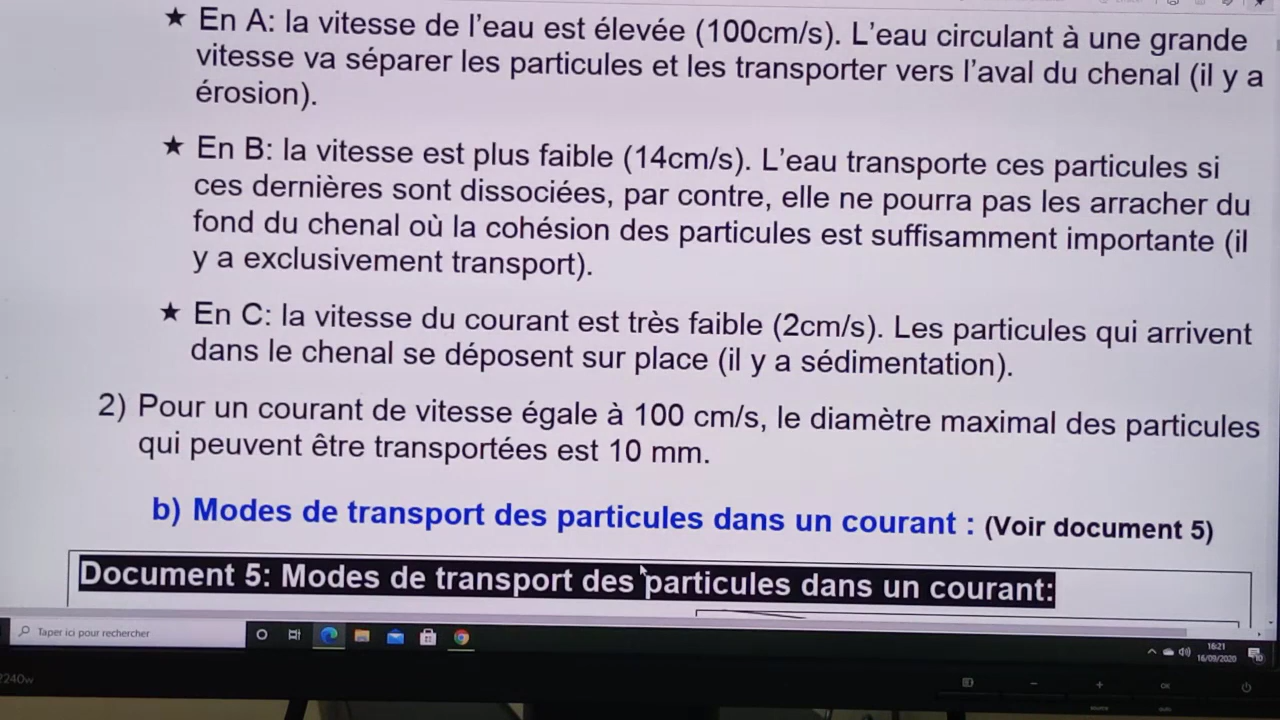 ★ En A: la vitesse de l'eau est élevée (100cm/s). L'eau circulant à une grande
vitesse va séparer les particules et les transporter vers l'aval du chenal (il y a
érosion).
★ En B: la vitesse est plus faible (14cm/s). L'eau transporte ces particules si
ces dernières sont dissociées, par contre, elle ne pourra pas les arracher du
fond du chenal où la cohésion des particules est suffisamment importante (il
y a exclusivement transport).
★ En C: la vitesse du courant est très faible (2cm/s). Les particules qui arrivent
dans le chenal se déposent sur place (il y a sédimentation).
2) Pour un courant de vitesse égale à 100 cm/s, le diamètre maximal des particules
qui peuvent être transportées est 10 mm.
b) Modes de transport des particules dans un courant : (Voir document 5)
Document 5: Modes de transport des particules dans un courant:
Taper ici pour rechercher
16:21
16/09/2020
2240w